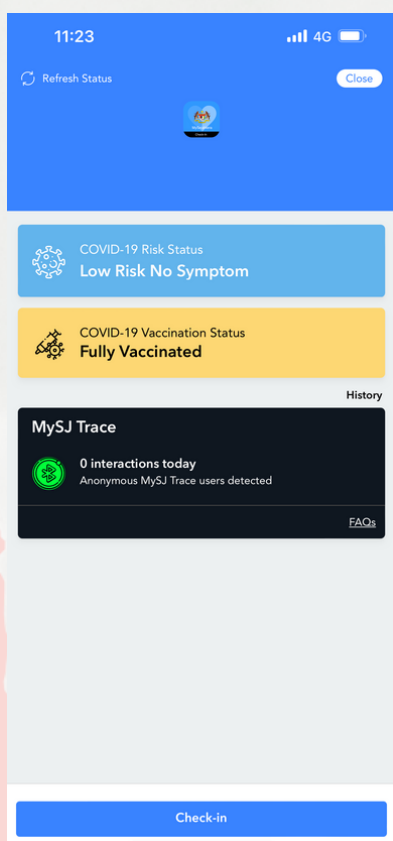 11:23
4G
Refresh Status
Close
COVID-19 Risk Status
Low Risk No Symptom
COVID-19 Vaccination Status
Fully Vaccinated
History
MySJ Trace
0 interactions today
Anonymous MySJ Trace users detected
FAQs
Check-in